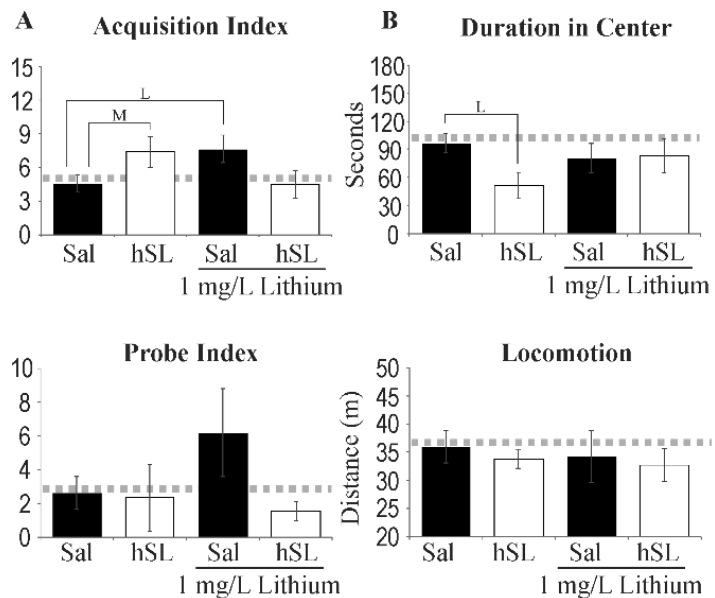 A
Acquisition Index
15
12
9
6
3
0
L
M
Sal hSL Sal hSL
1 mg/L Lithium
B
Duration in Center
Seconds
180
150
120
90
60
30
0
L
Sal hSL Sal hSL
1 mg/L Lithium
Probe Index
10
8
6
4
2
0
Sal hSL Sal hSL
1 mg/L Lithium
Locomotion
Distance (m)
50
45
40
35
30
25
20
Sal hSL Sal hSL
1 mg/L Lithium